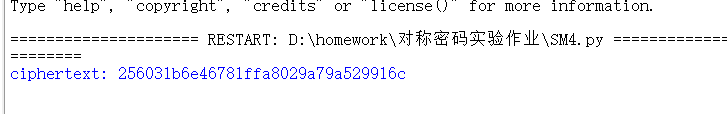 Type "help", "copyright", "credits" or "license()" for more information.
===================== RESTART: D:\homework\对称密码实验作业\SM4.py =============
========
ciphertext: 256031b6e46781ffa8029a79a529916c